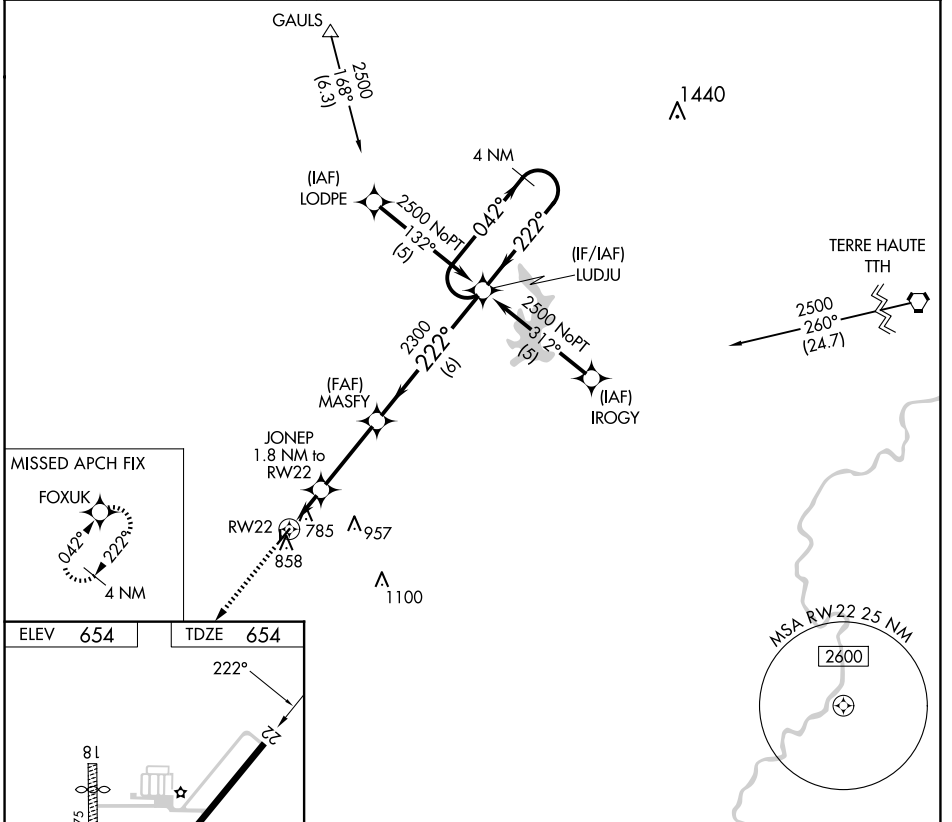 GAULS
2500
168°
(6.3)
1440
4 NM
(IAF)
LODPE
2500 NoPT
132°
(5)
042°
222°
(IF/IAF)
LUDJU
TERRE HAUTE
TTH
2500
260°
(24.7)
2500 NoPT
312°
(5)
(IAF)
IROGY
2300
222°
(6)
(FAF)
MASFY
JONEP
1.8 NM to
RW22
MISSED APCH FIX
FOXUK
042°
222°
4 NM
RW22
785
957
858
1100
ELEV 654
TDZE 654
222°
22
18
75
MSA RW22 25 NM
2600